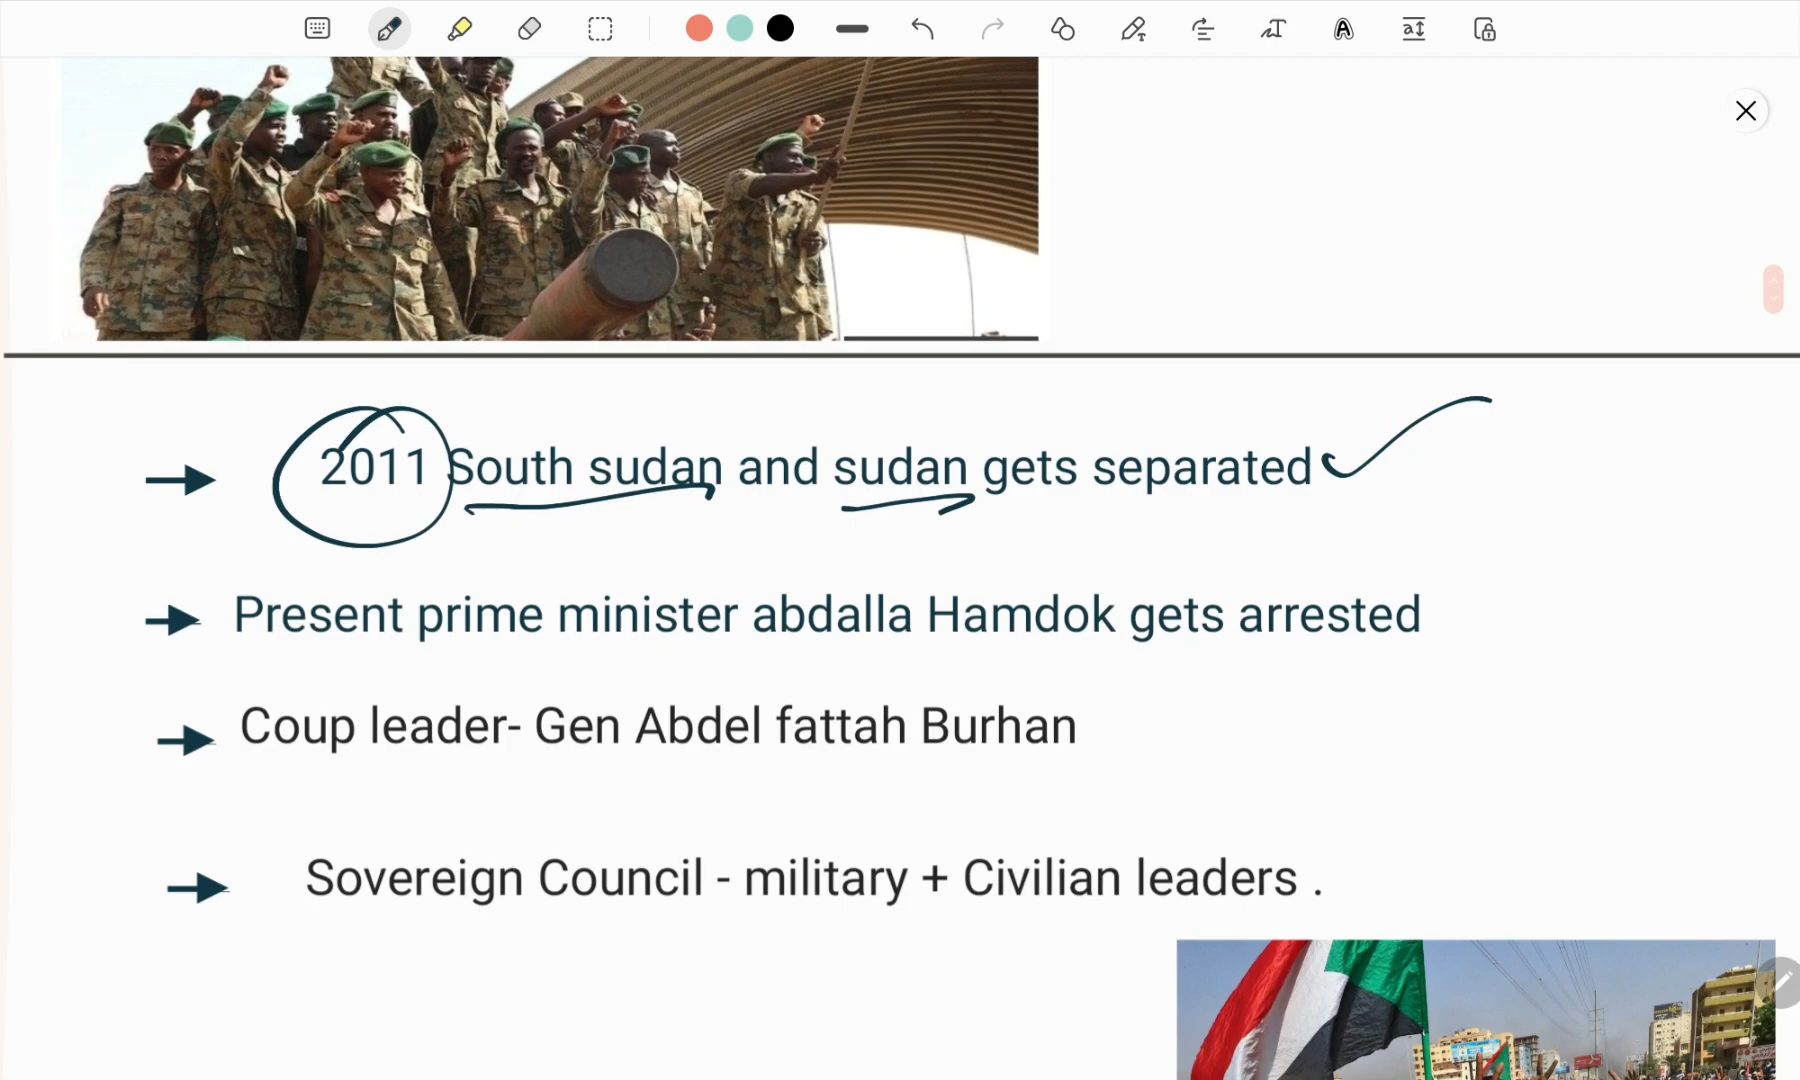 2011 South sudan and sudan gets separated
Present prime minister abdalla Hamdok gets arrested
Coup leader- Gen Abdel fattah Burhan
Sovereign Council - military + Civilian leaders .